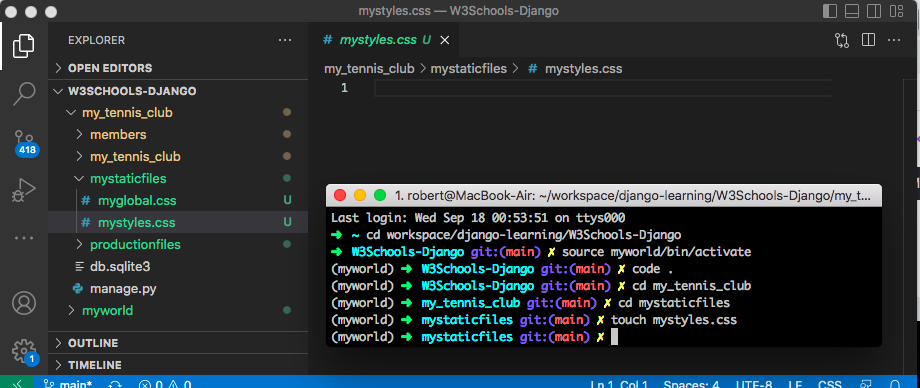 mystyles.css — W3Schools-Django
EXPLORER
OPEN EDITORS
W3SCHOOLS-DJANGO
my_tennis_club
members
my_tennis_club
mystaticfiles
# myglobal.css U
# mystyles.css U
productionfiles
db.sqlite3
manage.py
myworld
OUTLINE
TIMELINE
418
1
# mystyles.css U ×
my_tennis_club > mystaticfiles > # mystyles.css
1
1. robert@MacBook-Air: ~/workspace/django-learning/W3Schools-Django/my_t...
Last login: Wed Sep 18 00:53:51 on ttys000
➜ ~ cd workspace/django-learning/W3Schools-Django
➜ W3Schools-Django git:(main) ✗ source myworld/bin/activate
(myworld) ➜ W3Schools-Django git:(main) ✗ code .
(myworld) ➜ W3Schools-Django git:(main) ✗ cd my_tennis_club
(myworld) ➜ my_tennis_club git:(main) ✗ cd mystaticfiles
(myworld) ➜ mystaticfiles git:(main) ✗ touch mystyles.css
(myworld) ➜ mystaticfiles git:(main) ✗
main* 0 0 Ln 1, Col 1 Spaces: 4 UTF-8 LF CSS